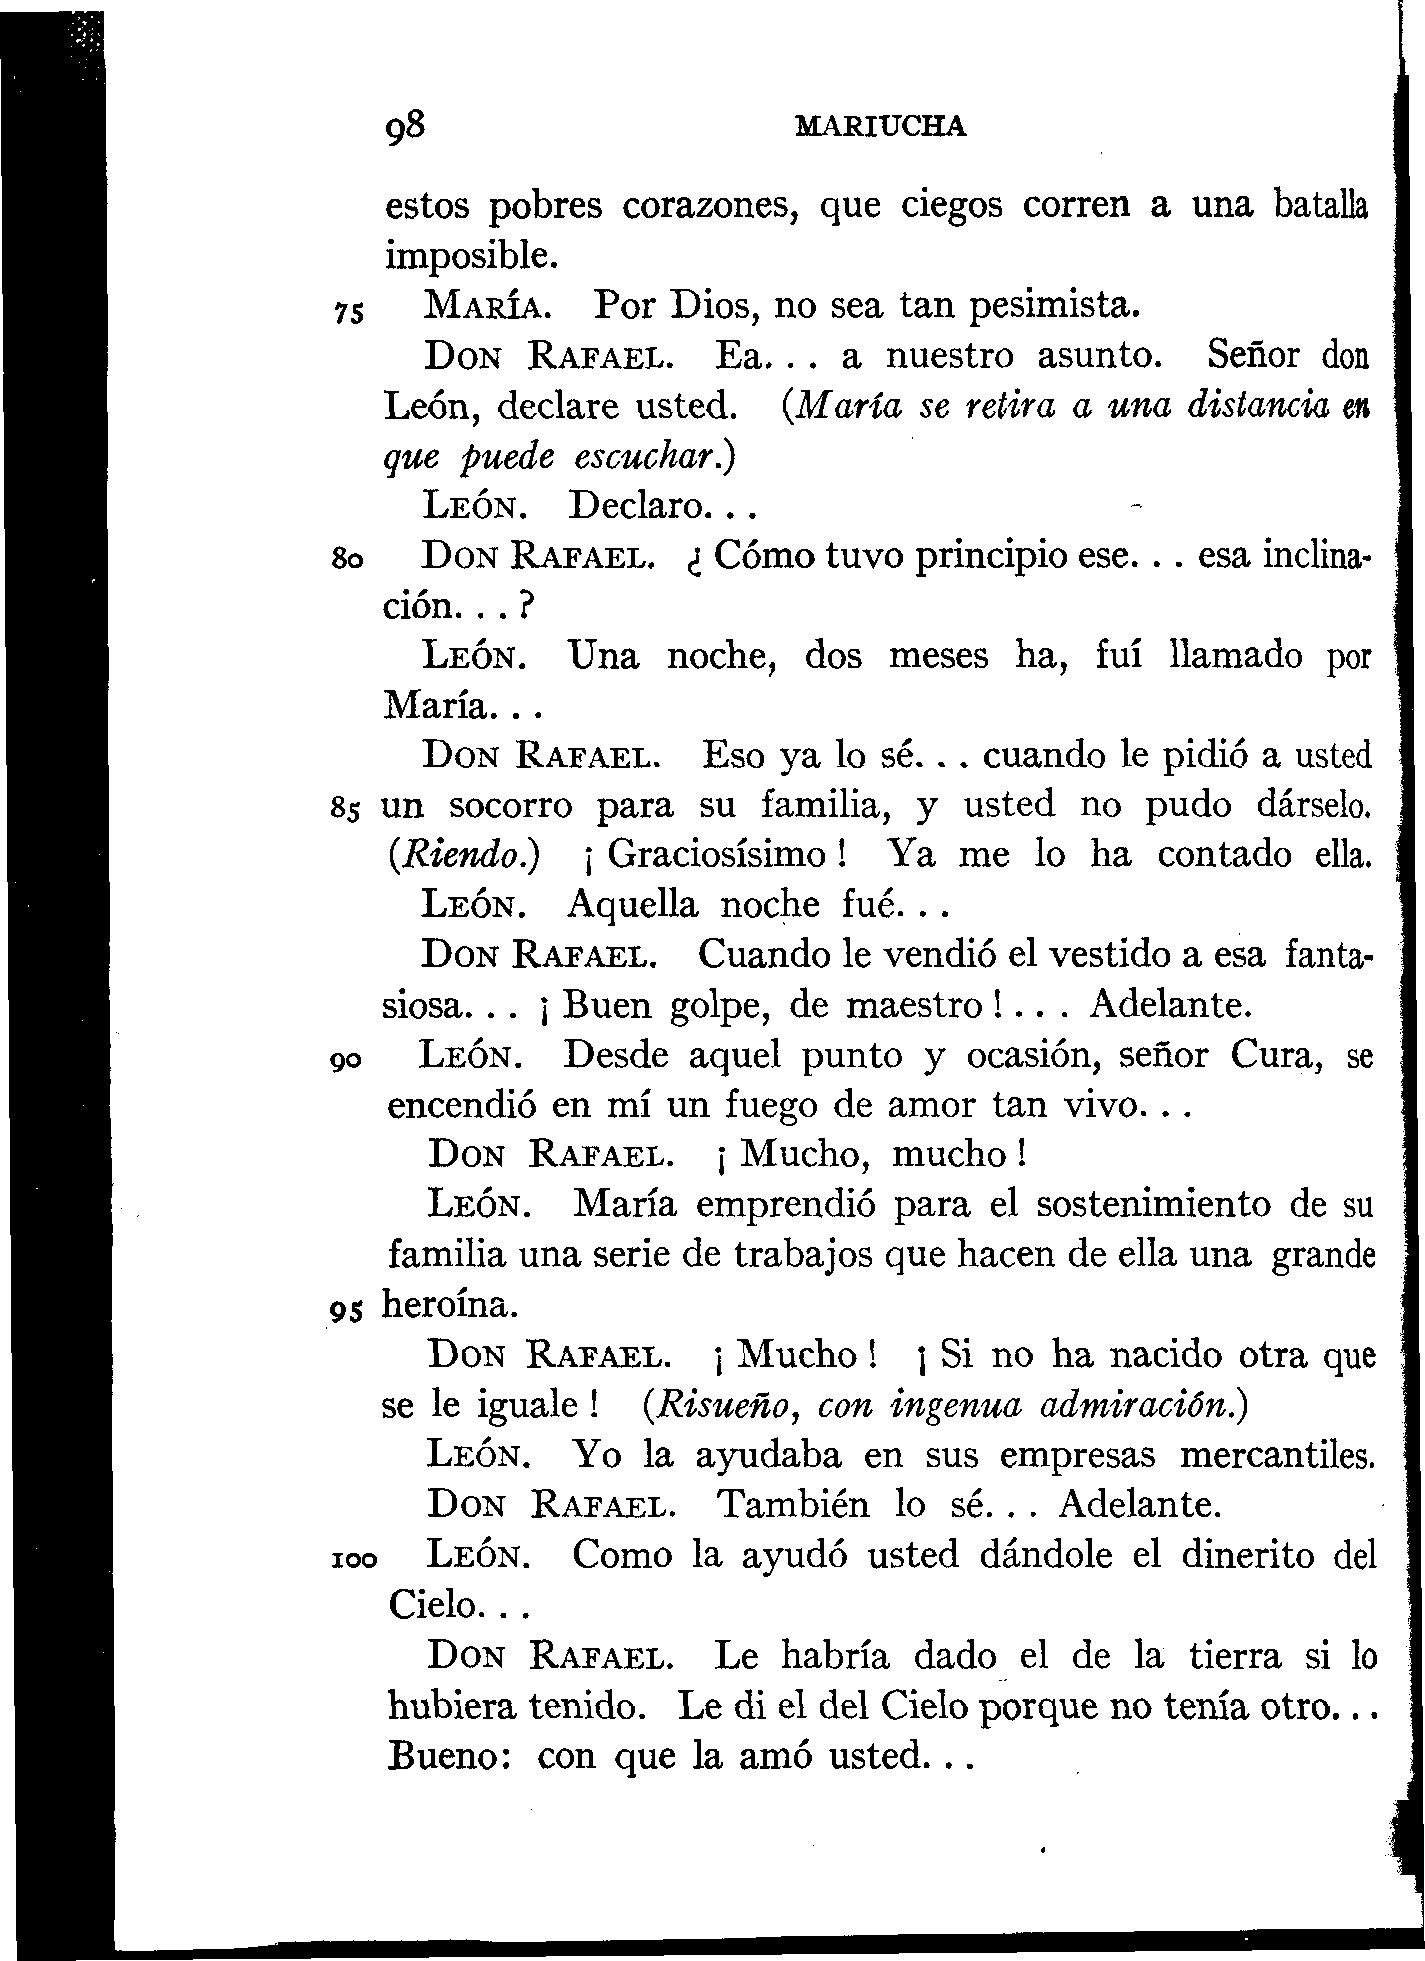 98 MARIUCHA
estos pobres corazones, que ciegos corren a una batalla
imposible.
75 MARÍA. Por Dios, no sea tan pesimista.
DON RAFAEL. Ea. . . a nuestro asunto. Señor don
León, declare usted. (María se retira a una distancia en
que puede escuchar.)
LEÓN. Declaro. . .
80 DON RAFAEL. ¿ Cómo tuvo principio ese. . . esa inclina-
ción. . . ?
LEÓN. Una noche, dos meses ha, fuí llamado por
María. . .
DON RAFAEL. Eso ya lo sé. . . cuando le pidió a usted
85 un socorro para su familia, y usted no pudo dárselo.
(Riendo.) ¡ Graciosísimo ! Ya me lo ha contado ella.
LEÓN. Aquella noche fué. . .
DON RAFAEL. Cuando le vendió el vestido a esa fanta-
siosa. . . ¡ Buen golpe, de maestro ! . . . Adelante.
90 LEÓN. Desde aquel punto y ocasión, señor Cura, se
encendió en mí un fuego de amor tan vivo. . .
DON RAFAEL. ¡ Mucho, mucho !
LEÓN. María emprendió para el sostenimiento de su
familia una serie de trabajos que hacen de ella una grande
95 heroína.
DON RAFAEL. ¡ Mucho ! ¡ Si no ha nacido otra que
se le iguale ! (Risueño, con ingenua admiración.)
LEÓN. Yo la ayudaba en sus empresas mercantiles.
DON RAFAEL. También lo sé. . . Adelante.
100 LEÓN. Como la ayudó usted dándole el dinerito del
Cielo. . .
DON RAFAEL. Le habría dado el de la tierra si lo
hubiera tenido. Le di el del Cielo porque no tenía otro. . .
Bueno: con que la amó usted. . .